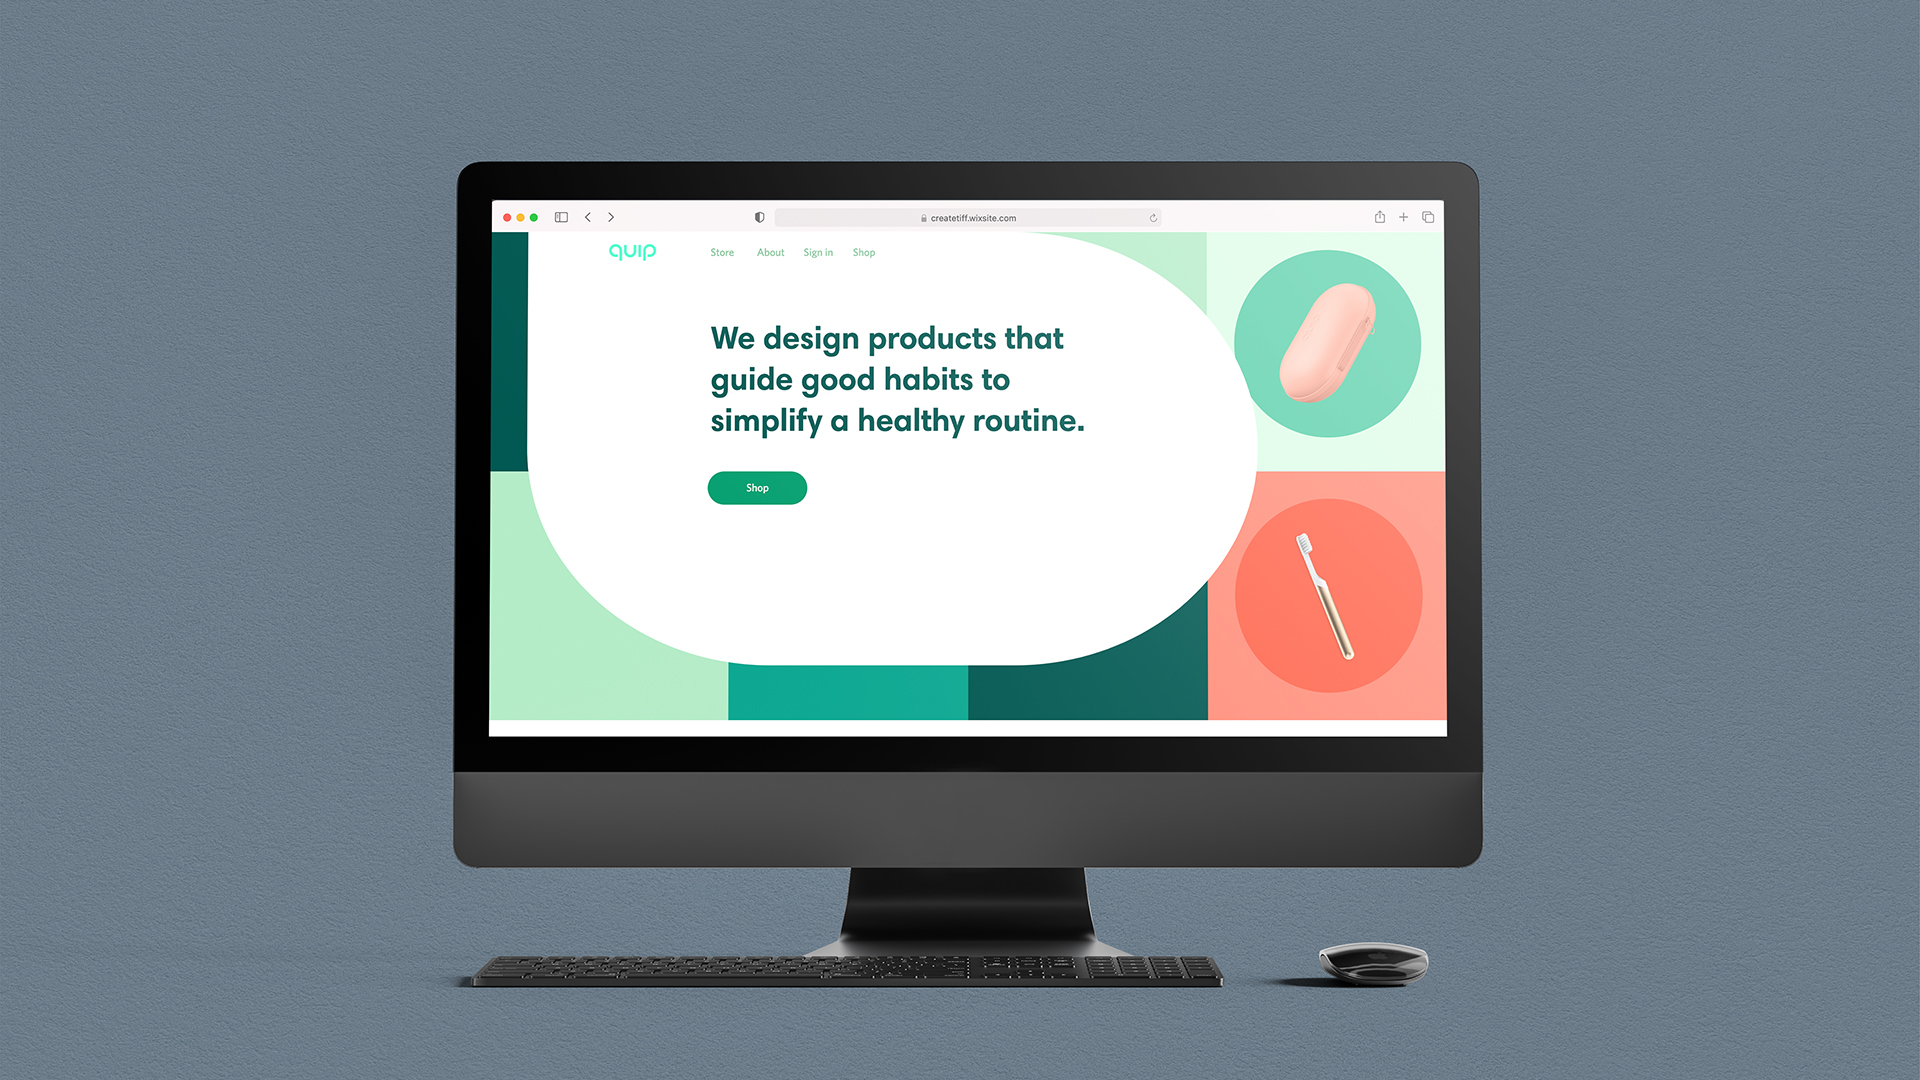 createtiff.wixsite.com
quip
Store About Sign in Shop
We design products that
guide good habits to
simplify a healthy routine.
Shop